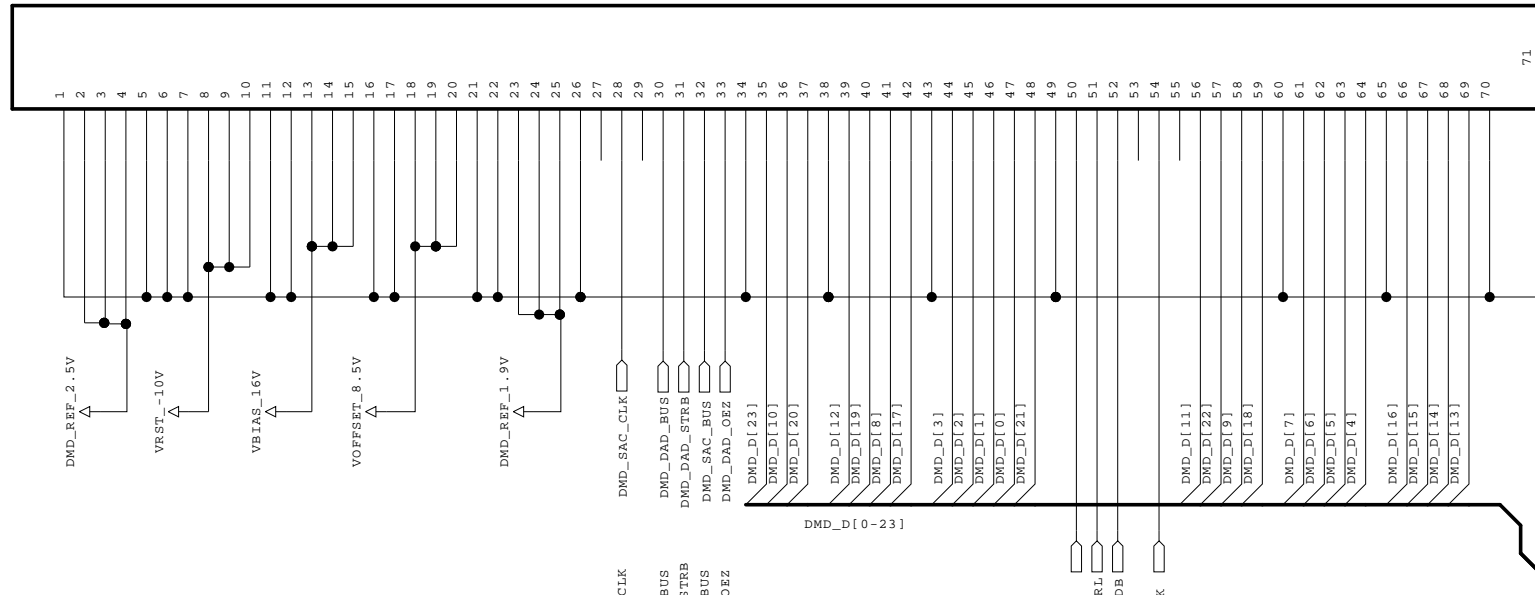 1
2
3
4
5
6
7
8
9
10
11
12
13
14
15
16
17
18
19
20
21
22
23
24
25
26
27
28
29
30
31
32
33
34
35
36
37
38
39
40
41
42
43
44
45
46
47
48
49
50
51
52
53
54
55
56
57
58
59
60
61
62
63
64
65
66
67
68
69
70
71
DMD_REF_2.5V
VRST_-10V
VBIAS_16V
VOFFSET_8.5V
DMD_REF_1.9V
DMD_SAC_CLK
DMD_DAD_BUS
DMD_DAD_STRB
DMD_SAC_BUS
DMD_DAD_OEZ
DMD_D[23]
DMD_D[10]
DMD_D[20]
DMD_D[12]
DMD_D[19]
DMD_D[8]
DMD_D[17]
DMD_D[3]
DMD_D[2]
DMD_D[1]
DMD_D[0]
DMD_D[21]
DMD_D[11]
DMD_D[22]
DMD_D[9]
DMD_D[18]
DMD_D[7]
DMD_D[6]
DMD_D[5]
DMD_D[4]
DMD_D[16]
DMD_D[15]
DMD_D[14]
DMD_D[13]
DMD_D[0-23]
CLK
BUS
STRB
BUS
OEZ
RL
DB
K